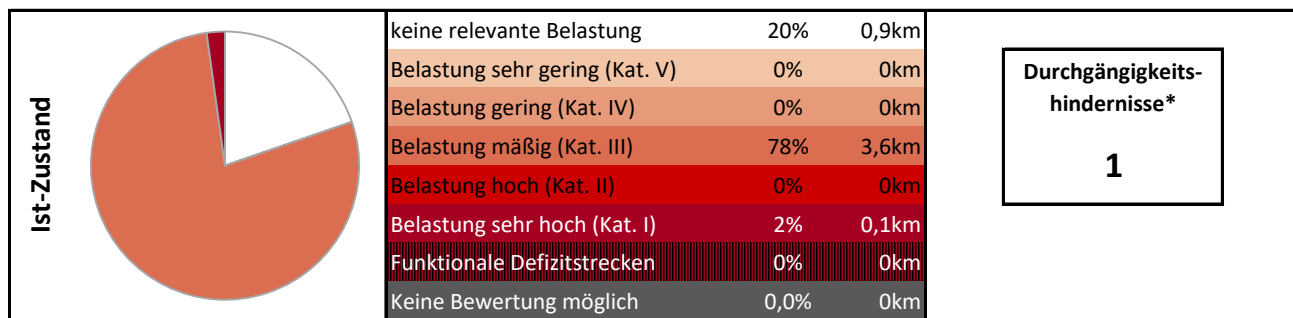 Ist-Zustand
keine relevante Belastung 20% 0,9km
Belastung sehr gering (Kat. V) 0% 0km
Belastung gering (Kat. IV) 0% 0km
Belastung mäßig (Kat. III) 78% 3,6km
Belastung hoch (Kat. II) 0% 0km
Belastung sehr hoch (Kat. I) 2% 0,1km
Funktionale Defizitstrecken 0% 0km
Keine Bewertung möglich 0,0% 0km
Durchgängigkeits-
hindernisse*
1